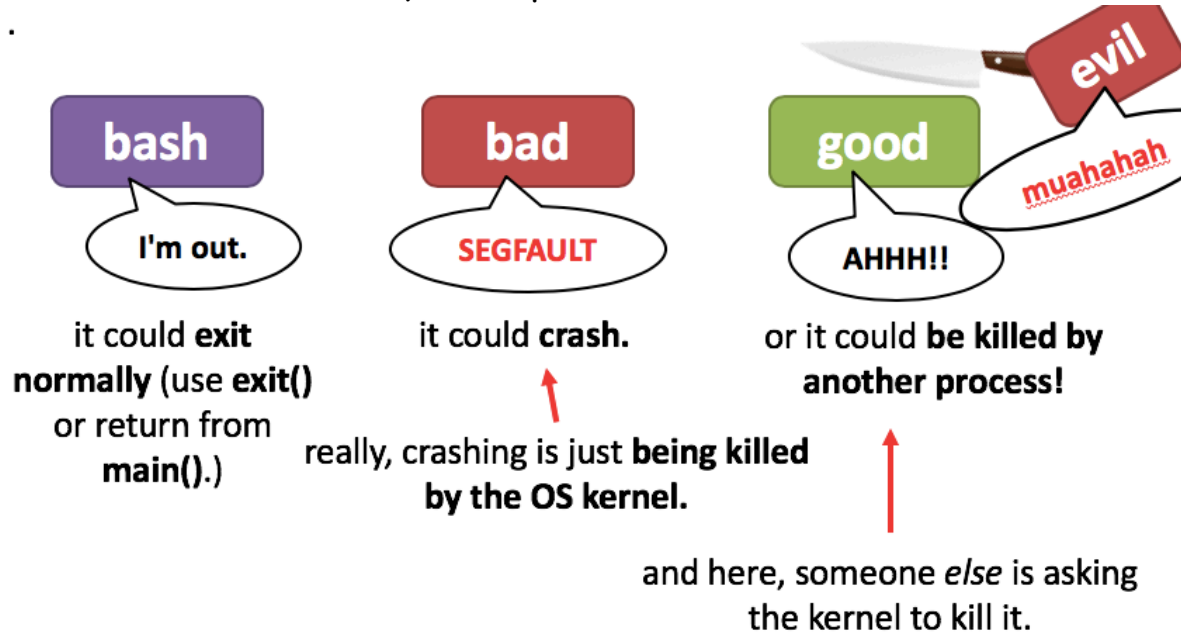 .
bash
bad
good
evil
I'm out.
SEGFAULT
AHHH!!
muahahah
it could exit
normally (use exit()
or return from
main().)
it could crash.
really, crashing is just being killed
by the OS kernel.
or it could be killed by
another process!
and here, someone else is asking
the kernel to kill it.